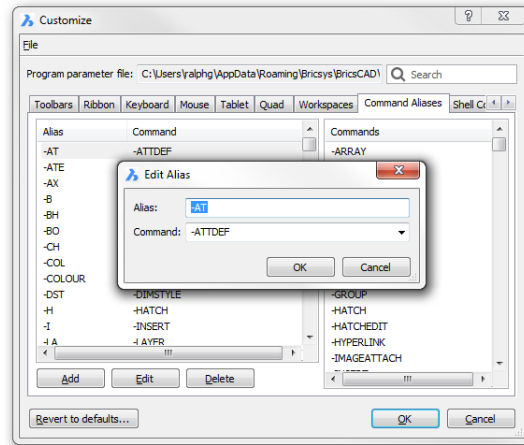 Customize
File
Program parameter file: C:\Users\ralphg\AppData\Roaming\Bricsys\BricsCAD\ Search
Toolbars Ribbon Keyboard Mouse Tablet Quad Workspaces Command Aliases Shell Cc
Alias Command Commands
-AT -ATTDEF -ARRAY
-ATE
-AX
-B
-BH
-BO
-CH
-COL
-COLOUR
Edit Alias
Alias: -AT
Command: -ATTDEF
OK Cancel
-DST -DIMSTYLE -GROUP
-H -HATCH -HATCH
-I -INSERT -HATCHEDIT
-LA -LAYER -HYPERLINK
-IMAGEATTACH
Add Edit Delete
Revert to defaults... OK Cancel